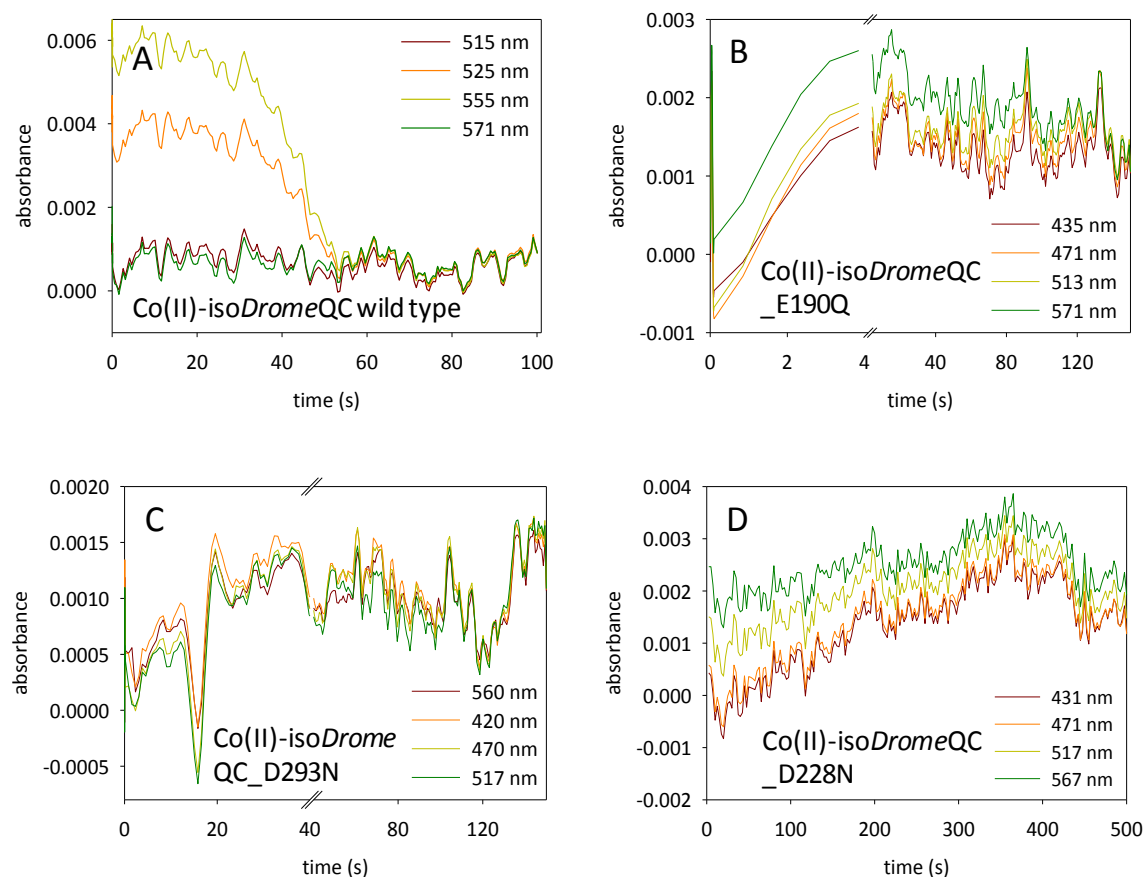 A
0.006
0.004
0.002
0.000
absorbance
515 nm
525 nm
555 nm
571 nm
Co(II)-isoDromeQC wild type
0 20 40 60 80 100
time (s)
B
0.003
0.002
0.001
0.000
-0.001
absorbance
435 nm
471 nm
513 nm
571 nm
Co(II)-isoDromeQC
_E190Q
0 2 4 40 80 120
time (s)
C
0.0020
0.0015
0.0010
0.0005
0.0000
-0.0005
absorbance
560 nm
420 nm
470 nm
517 nm
Co(II)-isoDrome
QC_D293N
0 20 40 80 120
time (s)
D
0.004
0.003
0.002
0.001
0.000
-0.001
-0.002
absorbance
431 nm
471 nm
517 nm
567 nm
Co(II)-isoDromeQC
_D228N
0 100 200 300 400 500
time (s)